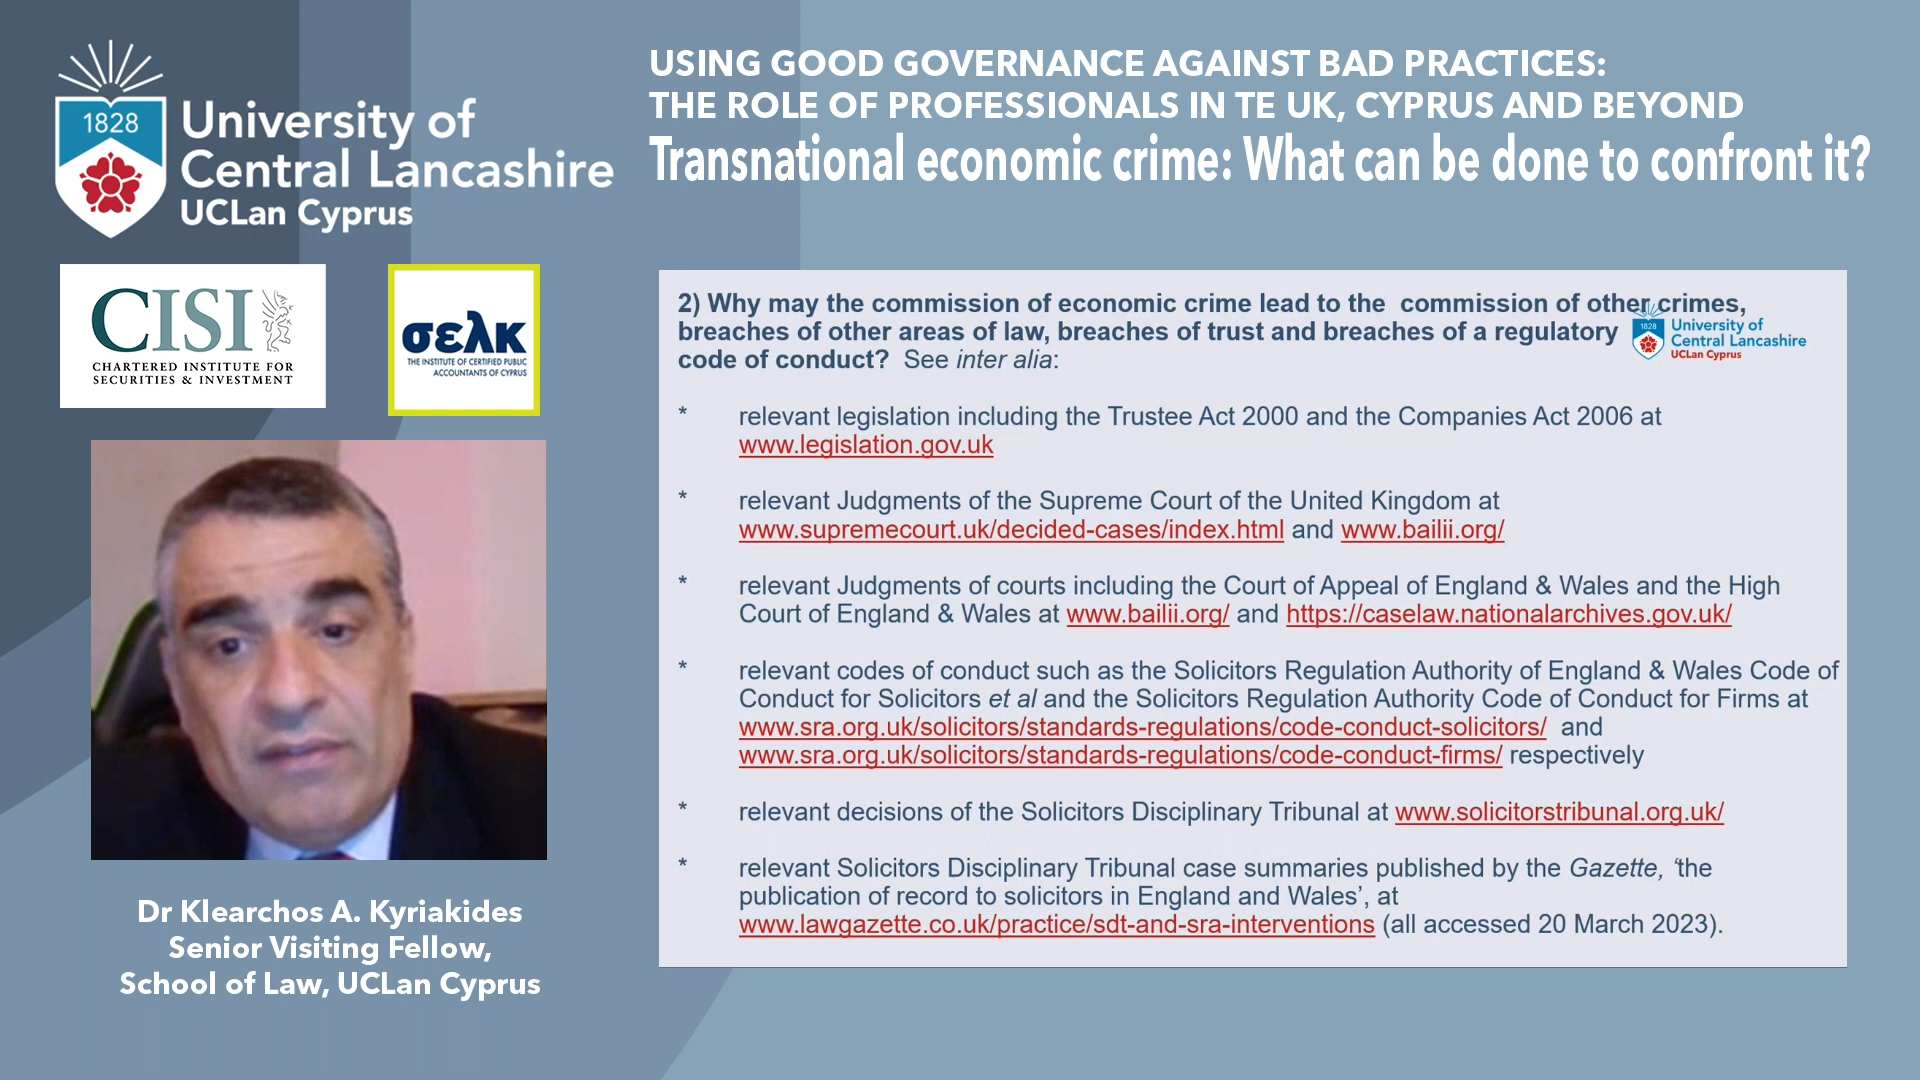 1828
University of
Central Lancashire
UCLan Cyprus
USING GOOD GOVERNANCE AGAINST BAD PRACTICES:
THE ROLE OF PROFESSIONALS IN TE UK, CYPRUS AND BEYOND
Transnational economic crime: What can be done to confront it?
CISI
CHARTERED INSTITUTE FOR
SECURITIES & INVESTMENT
σελκ
THE INSTITUTE OF CERTIFIED PUBLIC
ACCOUNTANTS OF CYPRUS
2) Why may the commission of economic crime lead to the commission of other crimes,
breaches of other areas of law, breaches of trust and breaches of a regulatory
code of conduct? See inter alia:
1828
University of
Central Lancashire
UCLan Cyprus
* relevant legislation including the Trustee Act 2000 and the Companies Act 2006 at
www.legislation.gov.uk
* relevant Judgments of the Supreme Court of the United Kingdom at
www.supremecourt.uk/decided-cases/index.html and www.bailii.org/
* relevant Judgments of courts including the Court of Appeal of England & Wales and the High
Court of England & Wales at www.bailii.org/ and https://caselaw.nationalarchives.gov.uk/
* relevant codes of conduct such as the Solicitors Regulation Authority of England & Wales Code of
Conduct for Solicitors et al and the Solicitors Regulation Authority Code of Conduct for Firms at
www.sra.org.uk/solicitors/standards-regulations/code-conduct-solicitors/ and
www.sra.org.uk/solicitors/standards-regulations/code-conduct-firms/ respectively
* relevant decisions of the Solicitors Disciplinary Tribunal at www.solicitorstribunal.org.uk/
* relevant Solicitors Disciplinary Tribunal case summaries published by the Gazette, ‘the
publication of record to solicitors in England and Wales’, at
www.lawgazette.co.uk/practice/sdt-and-sra-interventions (all accessed 20 March 2023).
Dr Klearchos A. Kyriakides
Senior Visiting Fellow,
School of Law, UCLan Cyprus